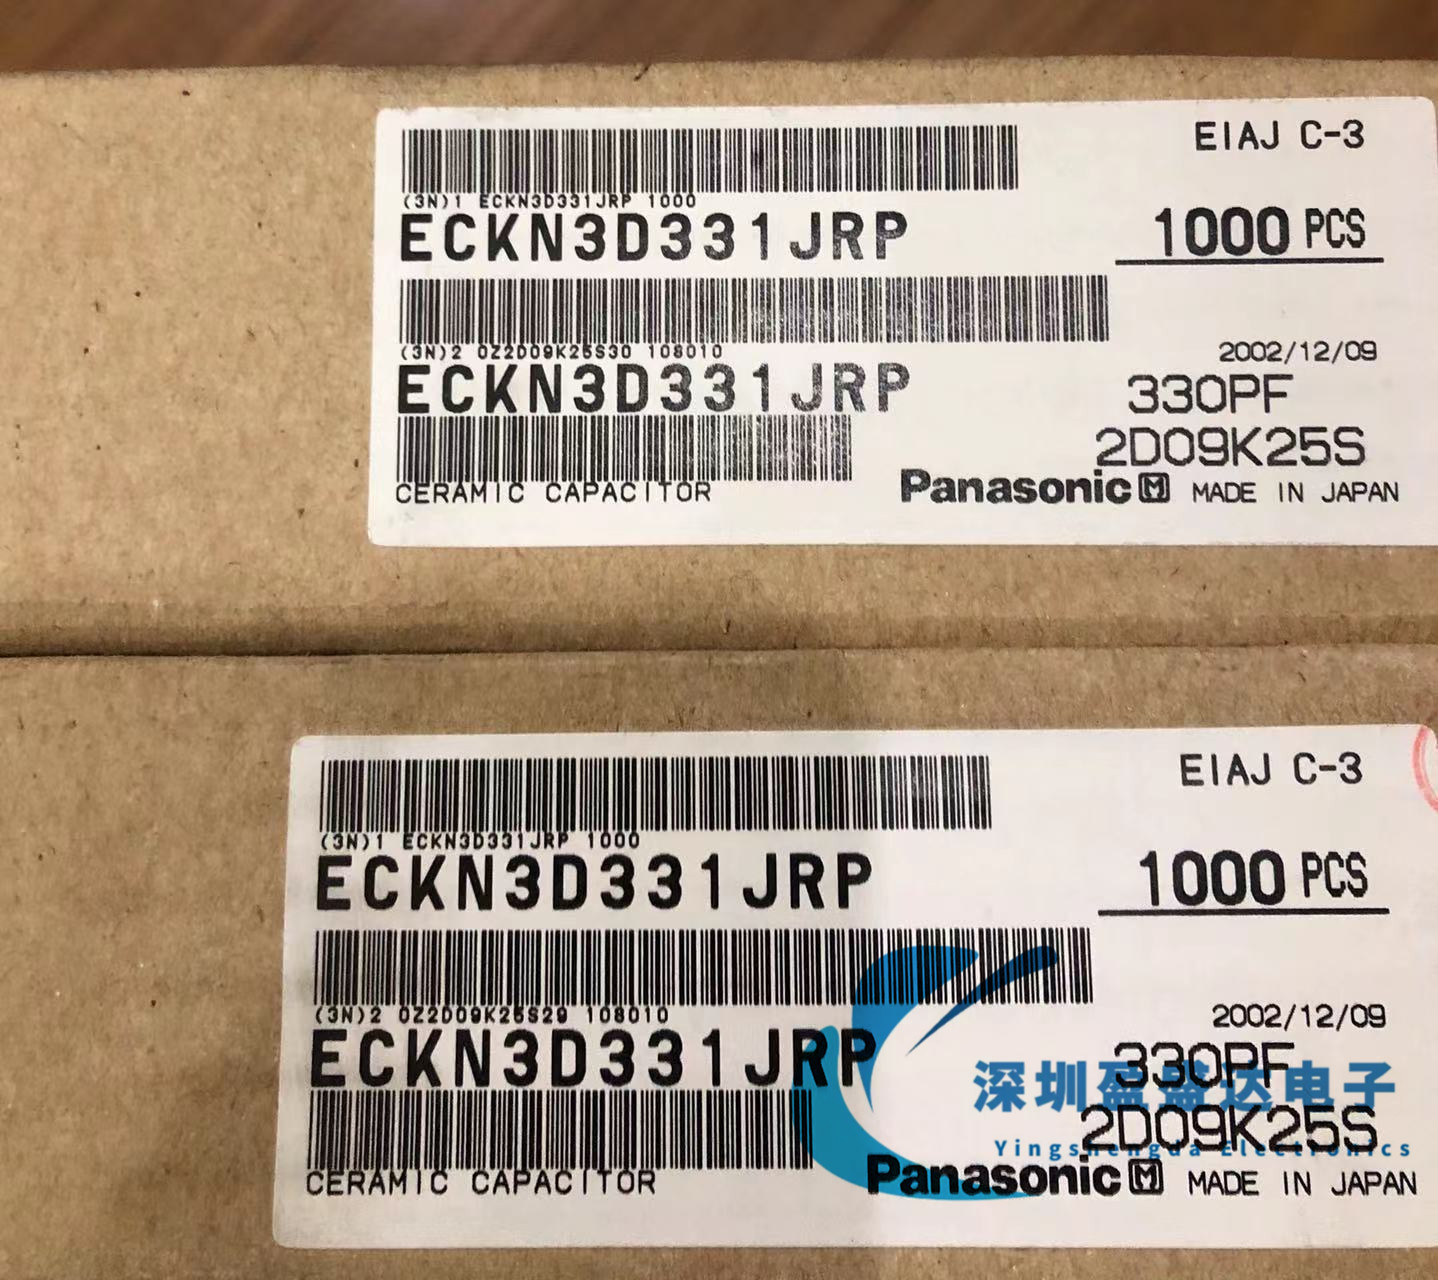 EIAJ C-3
(3N)1 ECKN3D331JRP 1000
ECKN3D331JRP
1000 PCS
(3N)2 0Z2D09K25S30 108010
2002/12/09
ECKN3D331JRP
330PF
2D09K25S
CERAMIC CAPACITOR
Panasonic M MADE IN JAPAN
EIAJ C-3
(3N)1 ECKN3D331JRP 1000
ECKN3D331JRP
1000 PCS
(3N)2 0Z2D09K25S29 108010
2002/12/09
ECKN3D331JRP
330PF
深圳盈盛达电子
2D09K25S
Yingshengda Electronics
CERAMIC CAPACITOR
Panasonic M MADE IN JAPAN